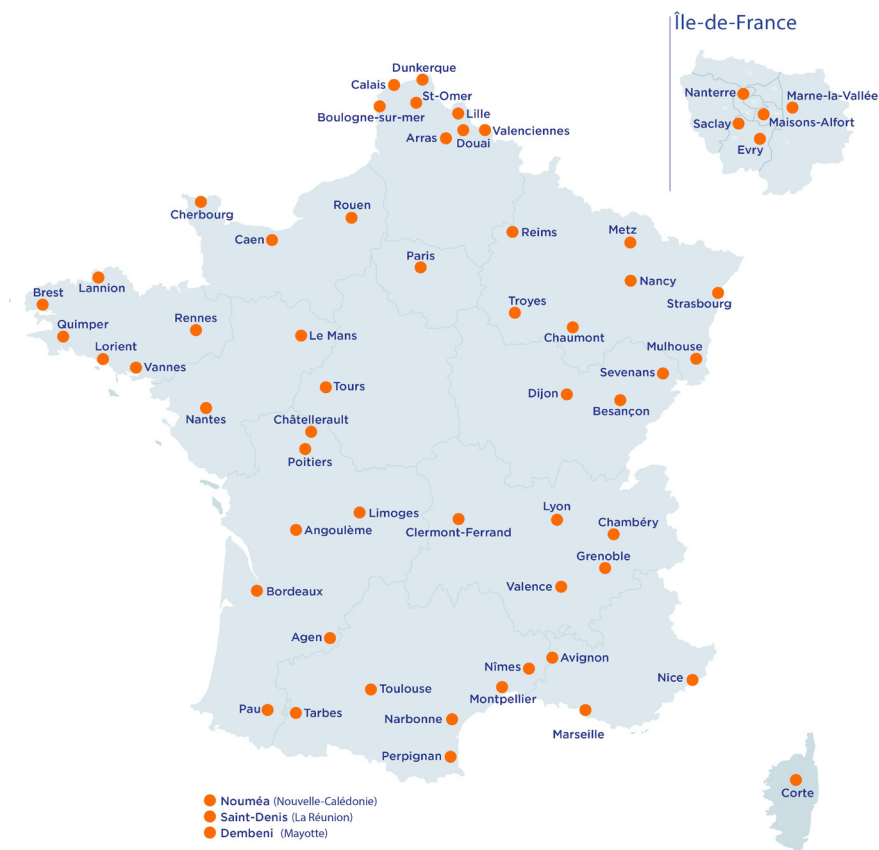 Île-de-France
Dunkerque
Calais
St-Omer
Boulogne-sur-mer
Lille
Arras
Douai
Valenciennes
Nanterre
Marne-la-Vallée
Saclay
Maisons-Alfort
Evry
Cherbourg
Rouen
Caen
Reims
Metz
Paris
Nancy
Brest
Lannion
Strasbourg
Quimper
Rennes
Troyes
Le Mans
Chaumont
Lorient
Vannes
Mulhouse
Sevenans
Tours
Dijon
Besançon
Nantes
Châtellerault
Poitiers
Limoges
Lyon
Angoulème
Clermont-Ferrand
Chambéry
Grenoble
Valence
Bordeaux
Agen
Avignon
Nîmes
Nice
Toulouse
Montpellier
Pau
Tarbes
Narbonne
Marseille
Perpignan
Corte
Nouméa (Nouvelle-Calédonie)
Saint-Denis (La Réunion)
Dembeni (Mayotte)